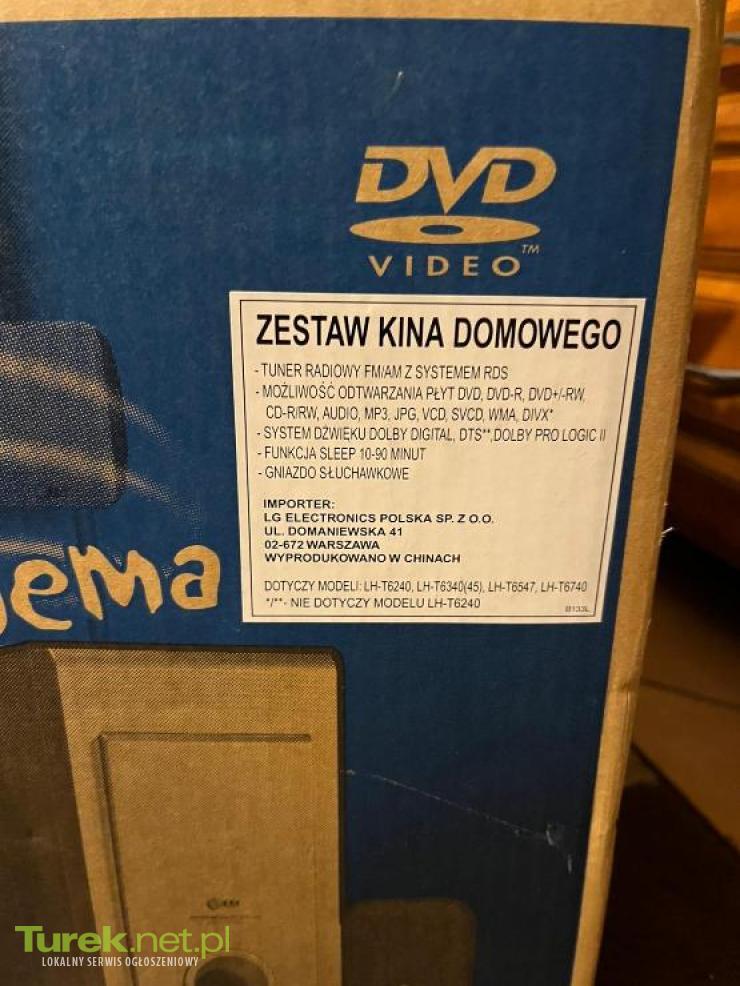 DVD
VIDEO™
ZESTAW KINA DOMOWEGO
- TUNER RADIOWY FM/AM Z SYSTEMEM RDS
- MOŻLIWOŚĆ ODTWARZANIA PŁYT DVD, DVD-R, DVD+/-RW,
CD-R/RW, AUDIO, MP3, JPG, VCD, SVCD, WMA, DIVX*
- SYSTEM DŹWIĘKU DOLBY DIGITAL, DTS**,DOLBY PRO LOGIC II
- FUNKCJA SLEEP 10-90 MINUT
- GNIAZDO SŁUCHAWKOWE
IMPORTER:
LG ELECTRONICS POLSKA SP. Z O.O.
UL. DOMANIEWSKA 41
02-672 WARSZAWA
WYPRODUKOWANO W CHINACH
DOTYCZY MODELI: LH-T6240, LH-T6340(45), LH-T6547, LH-T6740
*/**- NIE DOTYCZY MODELU LH-T6240
B133L
ema
Turek.net.pl
LOKALNY SERWIS OGŁOSZENIOWY